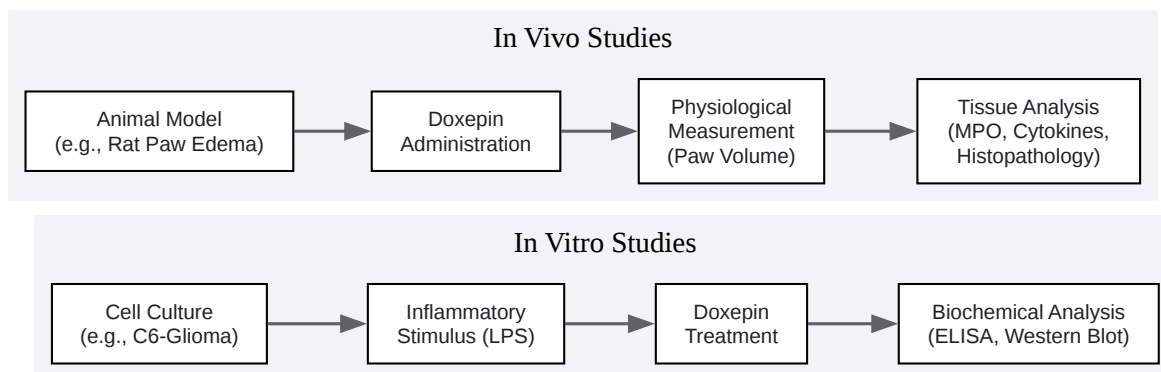 In Vivo Studies
Animal Model
(e.g., Rat Paw Edema)
Doxepin
Administration
Physiological
Measurement
(Paw Volume)
Tissue Analysis
(MPO, Cytokines,
Histopathology)
In Vitro Studies
Cell Culture
(e.g., C6-Glioma)
Inflammatory
Stimulus (LPS)
Doxepin
Treatment
Biochemical Analysis
(ELISA, Western Blot)